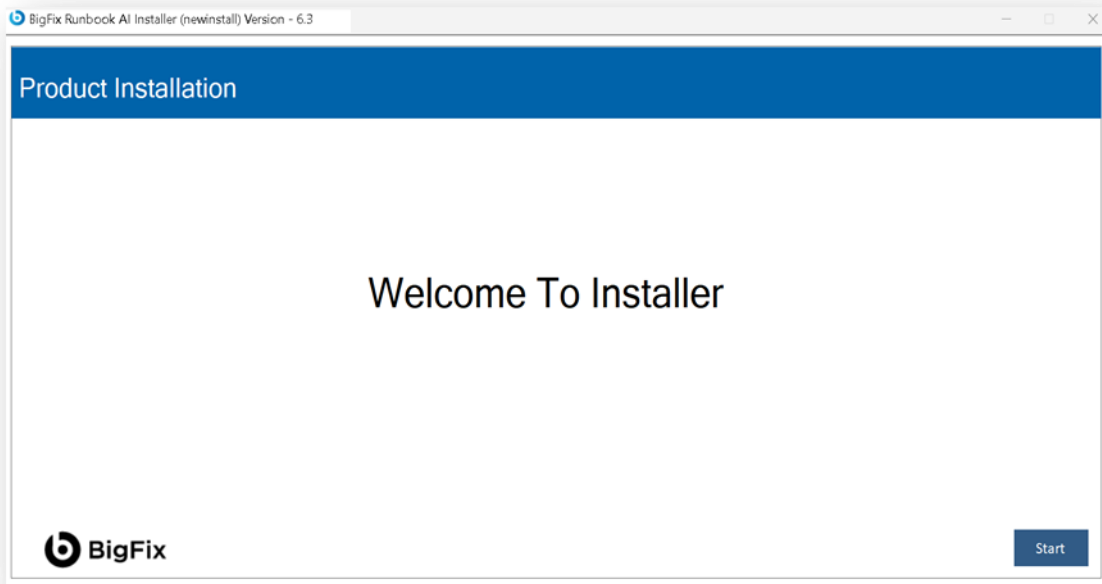 BigFix Runbook AI Installer (newinstall) Version - 6.3
Product Installation
Welcome To Installer
BigFix
Start